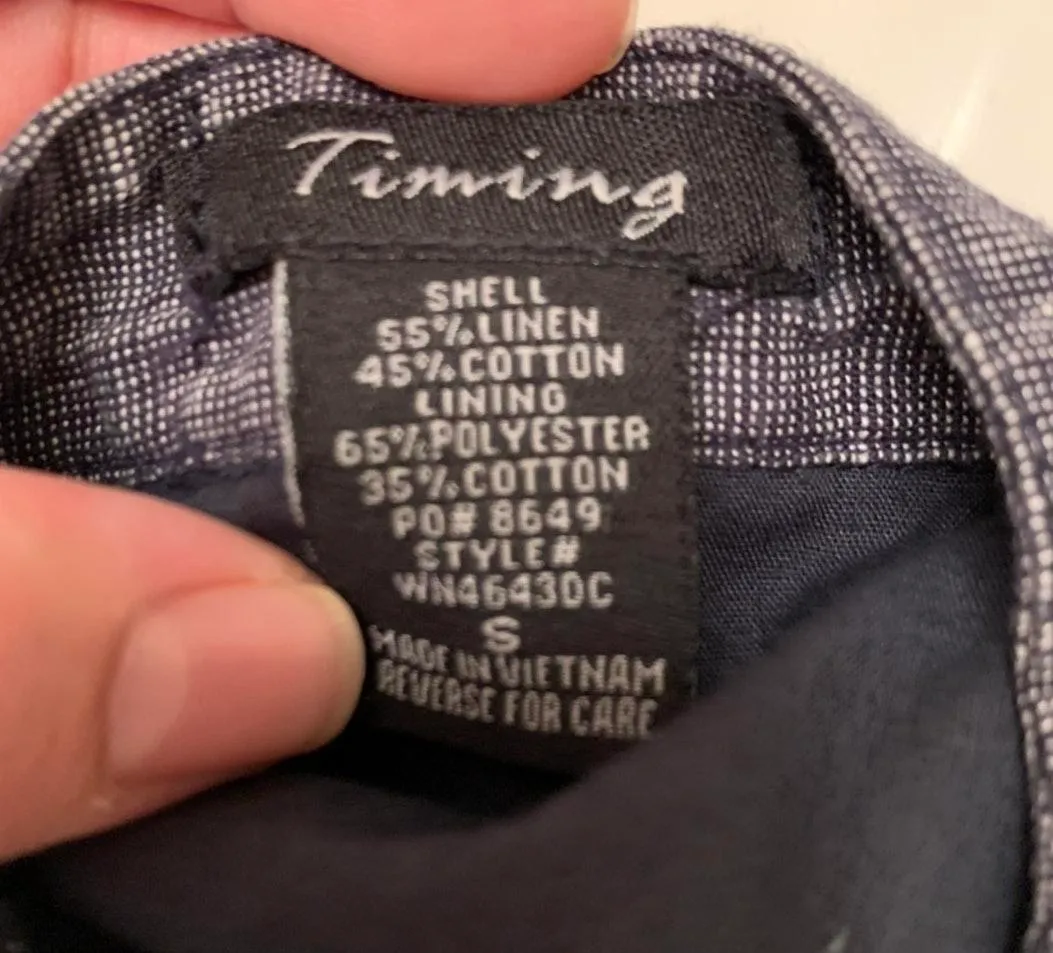 Timing
SHELL
55% LINEN
45% COTTON
LINING
65% POLYESTER
35% COTTON
PO# 8649
STYLE#
WN46430C
S
MADE IN VIETNAM
REVERSE FOR CARE